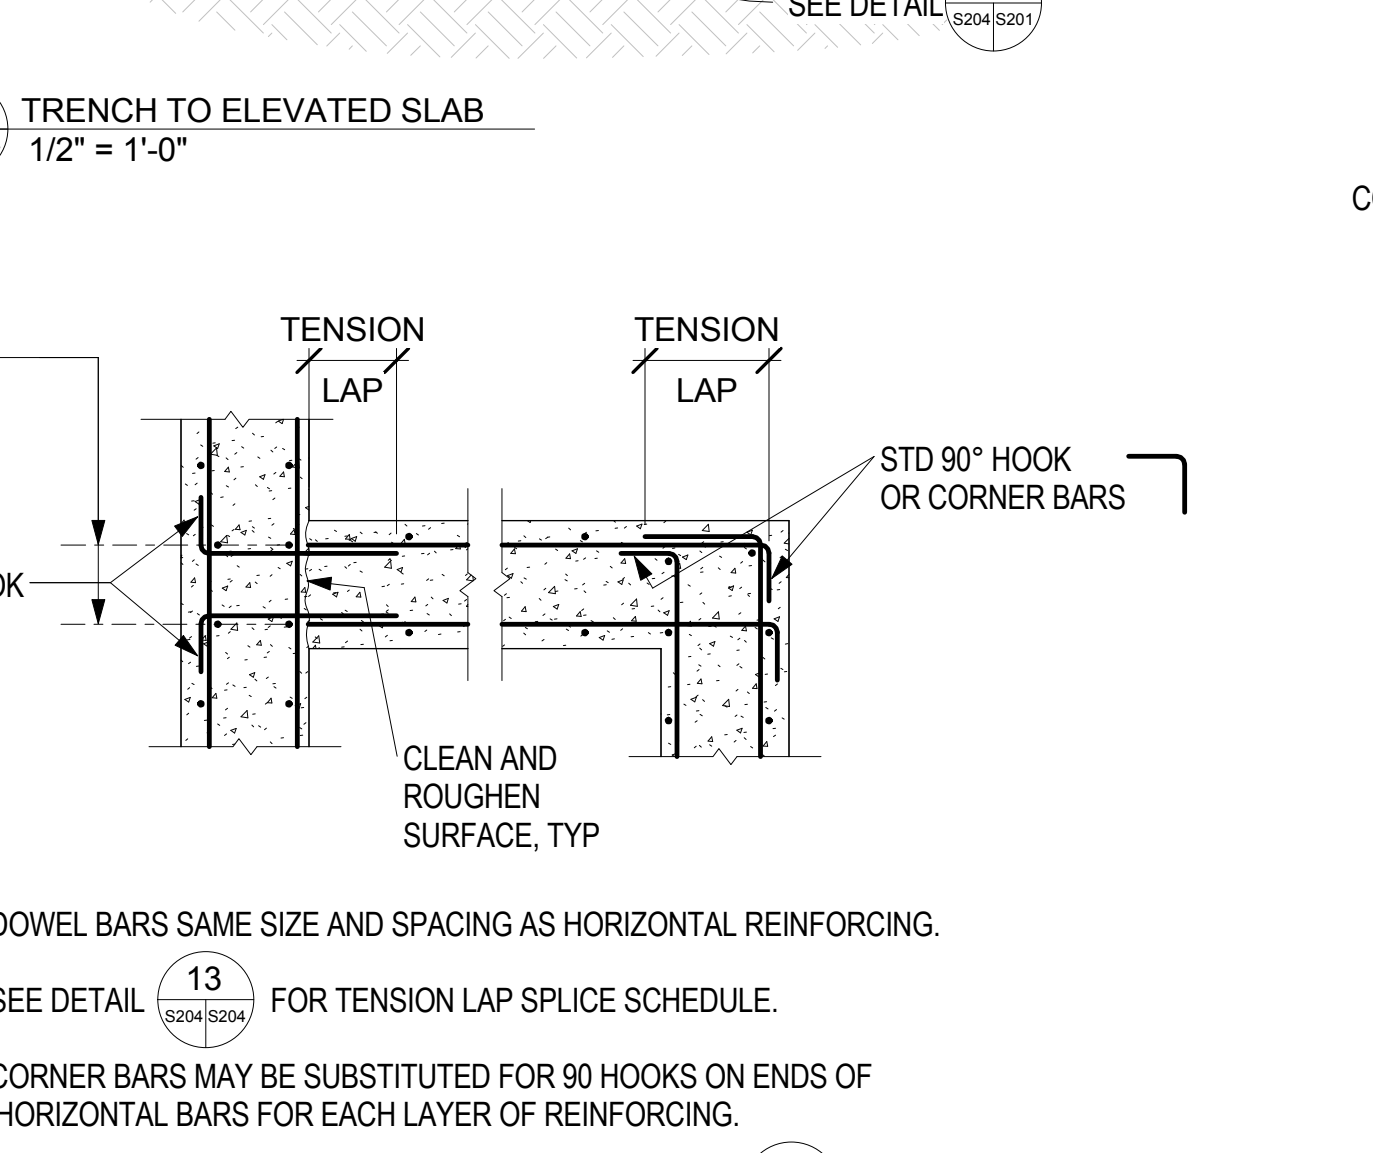 SEE DETAIL
S204 S201
TRENCH TO ELEVATED SLAB
1/2" = 1'-0"
TENSION
LAP
TENSION
LAP
STD 90° HOOK
OR CORNER BARS
CLEAN AND
ROUGHEN
SURFACE, TYP
DOWEL BARS SAME SIZE AND SPACING AS HORIZONTAL REINFORCING.
SEE DETAIL 13 FOR TENSION LAP SPLICE SCHEDULE.
S204 S204
CORNER BARS MAY BE SUBSTITUTED FOR 90 HOOKS ON ENDS OF
HORIZONTAL BARS FOR EACH LAYER OF REINFORCING.